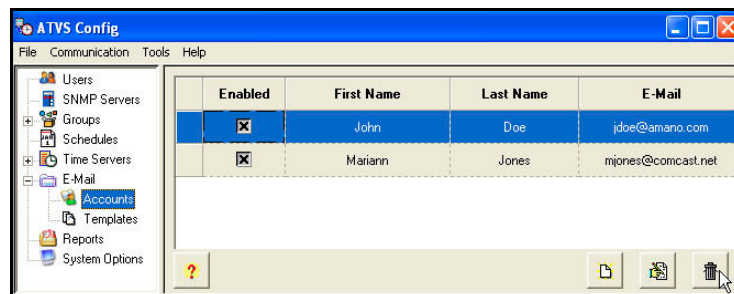 ATVS Config
File Communication Tools Help
Users
SNMP Servers
Groups
Schedules
Time Servers
E-Mail
Accounts
Templates
Reports
System Options
Enabled First Name Last Name E-Mail
John Doe jdoe@amano.com
Mariann Jones mjones@comcast.net
?